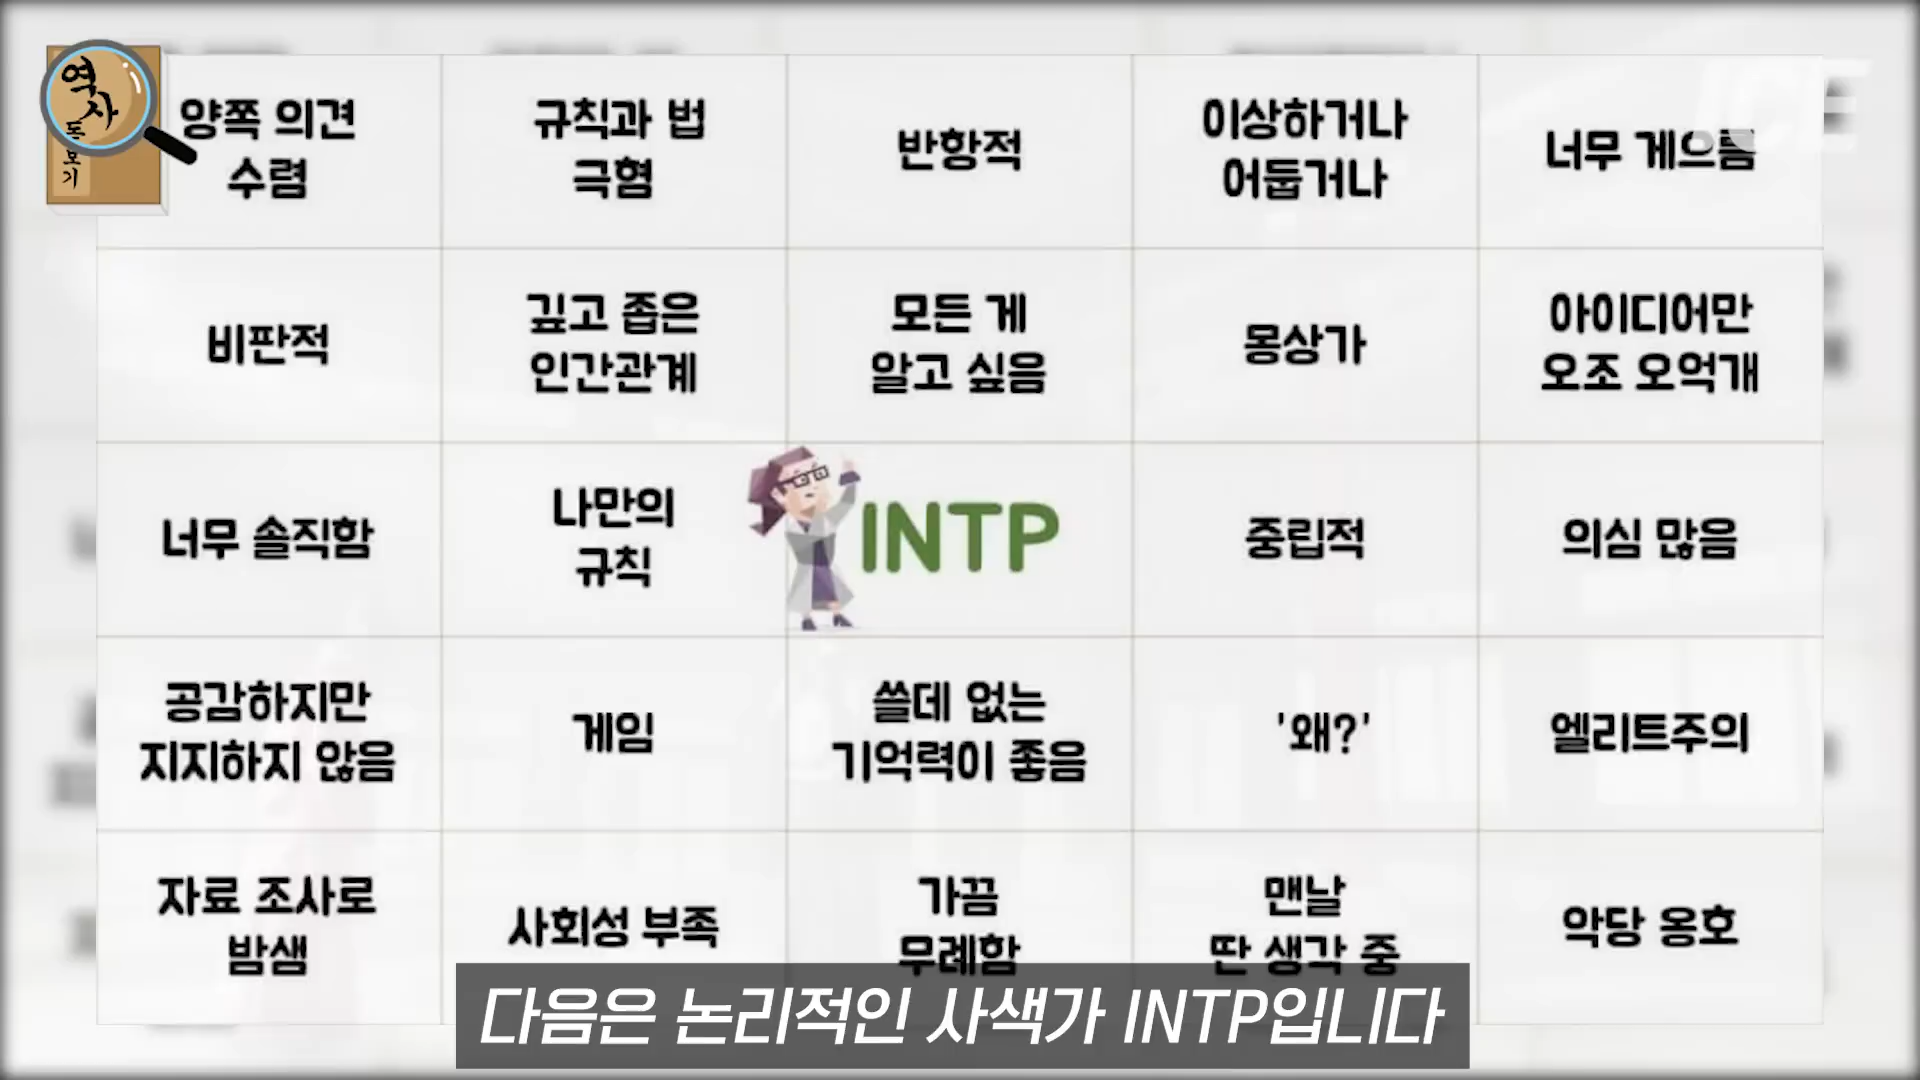 역사
돋
보
기
ICE
양쪽 의견
수렴
규칙과 법
극혐
반항적
이상하거나
어둡거나
너무 게으름
비판적
깊고 좁은
인간관계
모든 게
알고 싶음
몽상가
아이디어만
오조 오억개
너무 솔직함
나만의
규칙
INTP
중립적
의심 많음
공감하지만
지지하지 않음
게임
쓸데 없는
기억력이 좋음
'왜?'
엘리트주의
자료 조사로
밤샘
사회성 부족
가끔
무례함
맨날
딴 생각 중
악당 옹호
다음은 논리적인 사색가 INTP입니다